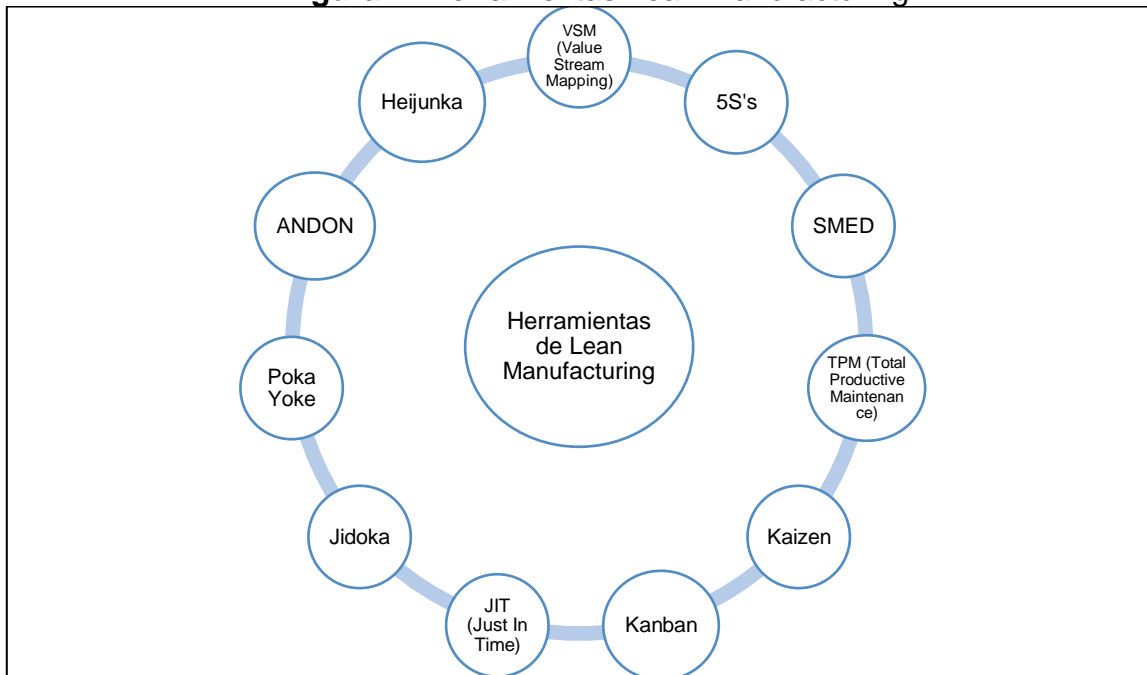 VSM
(Value
Stream
Mapping)
5S's
SMED
TPM (Total
Productive
Maintenan
ce)
Kaizen
Kanban
JIT
(Just In
Time)
Jidoka
Poka
Yoke
ANDON
Heijunka
Herramientas
de Lean
Manufacturing